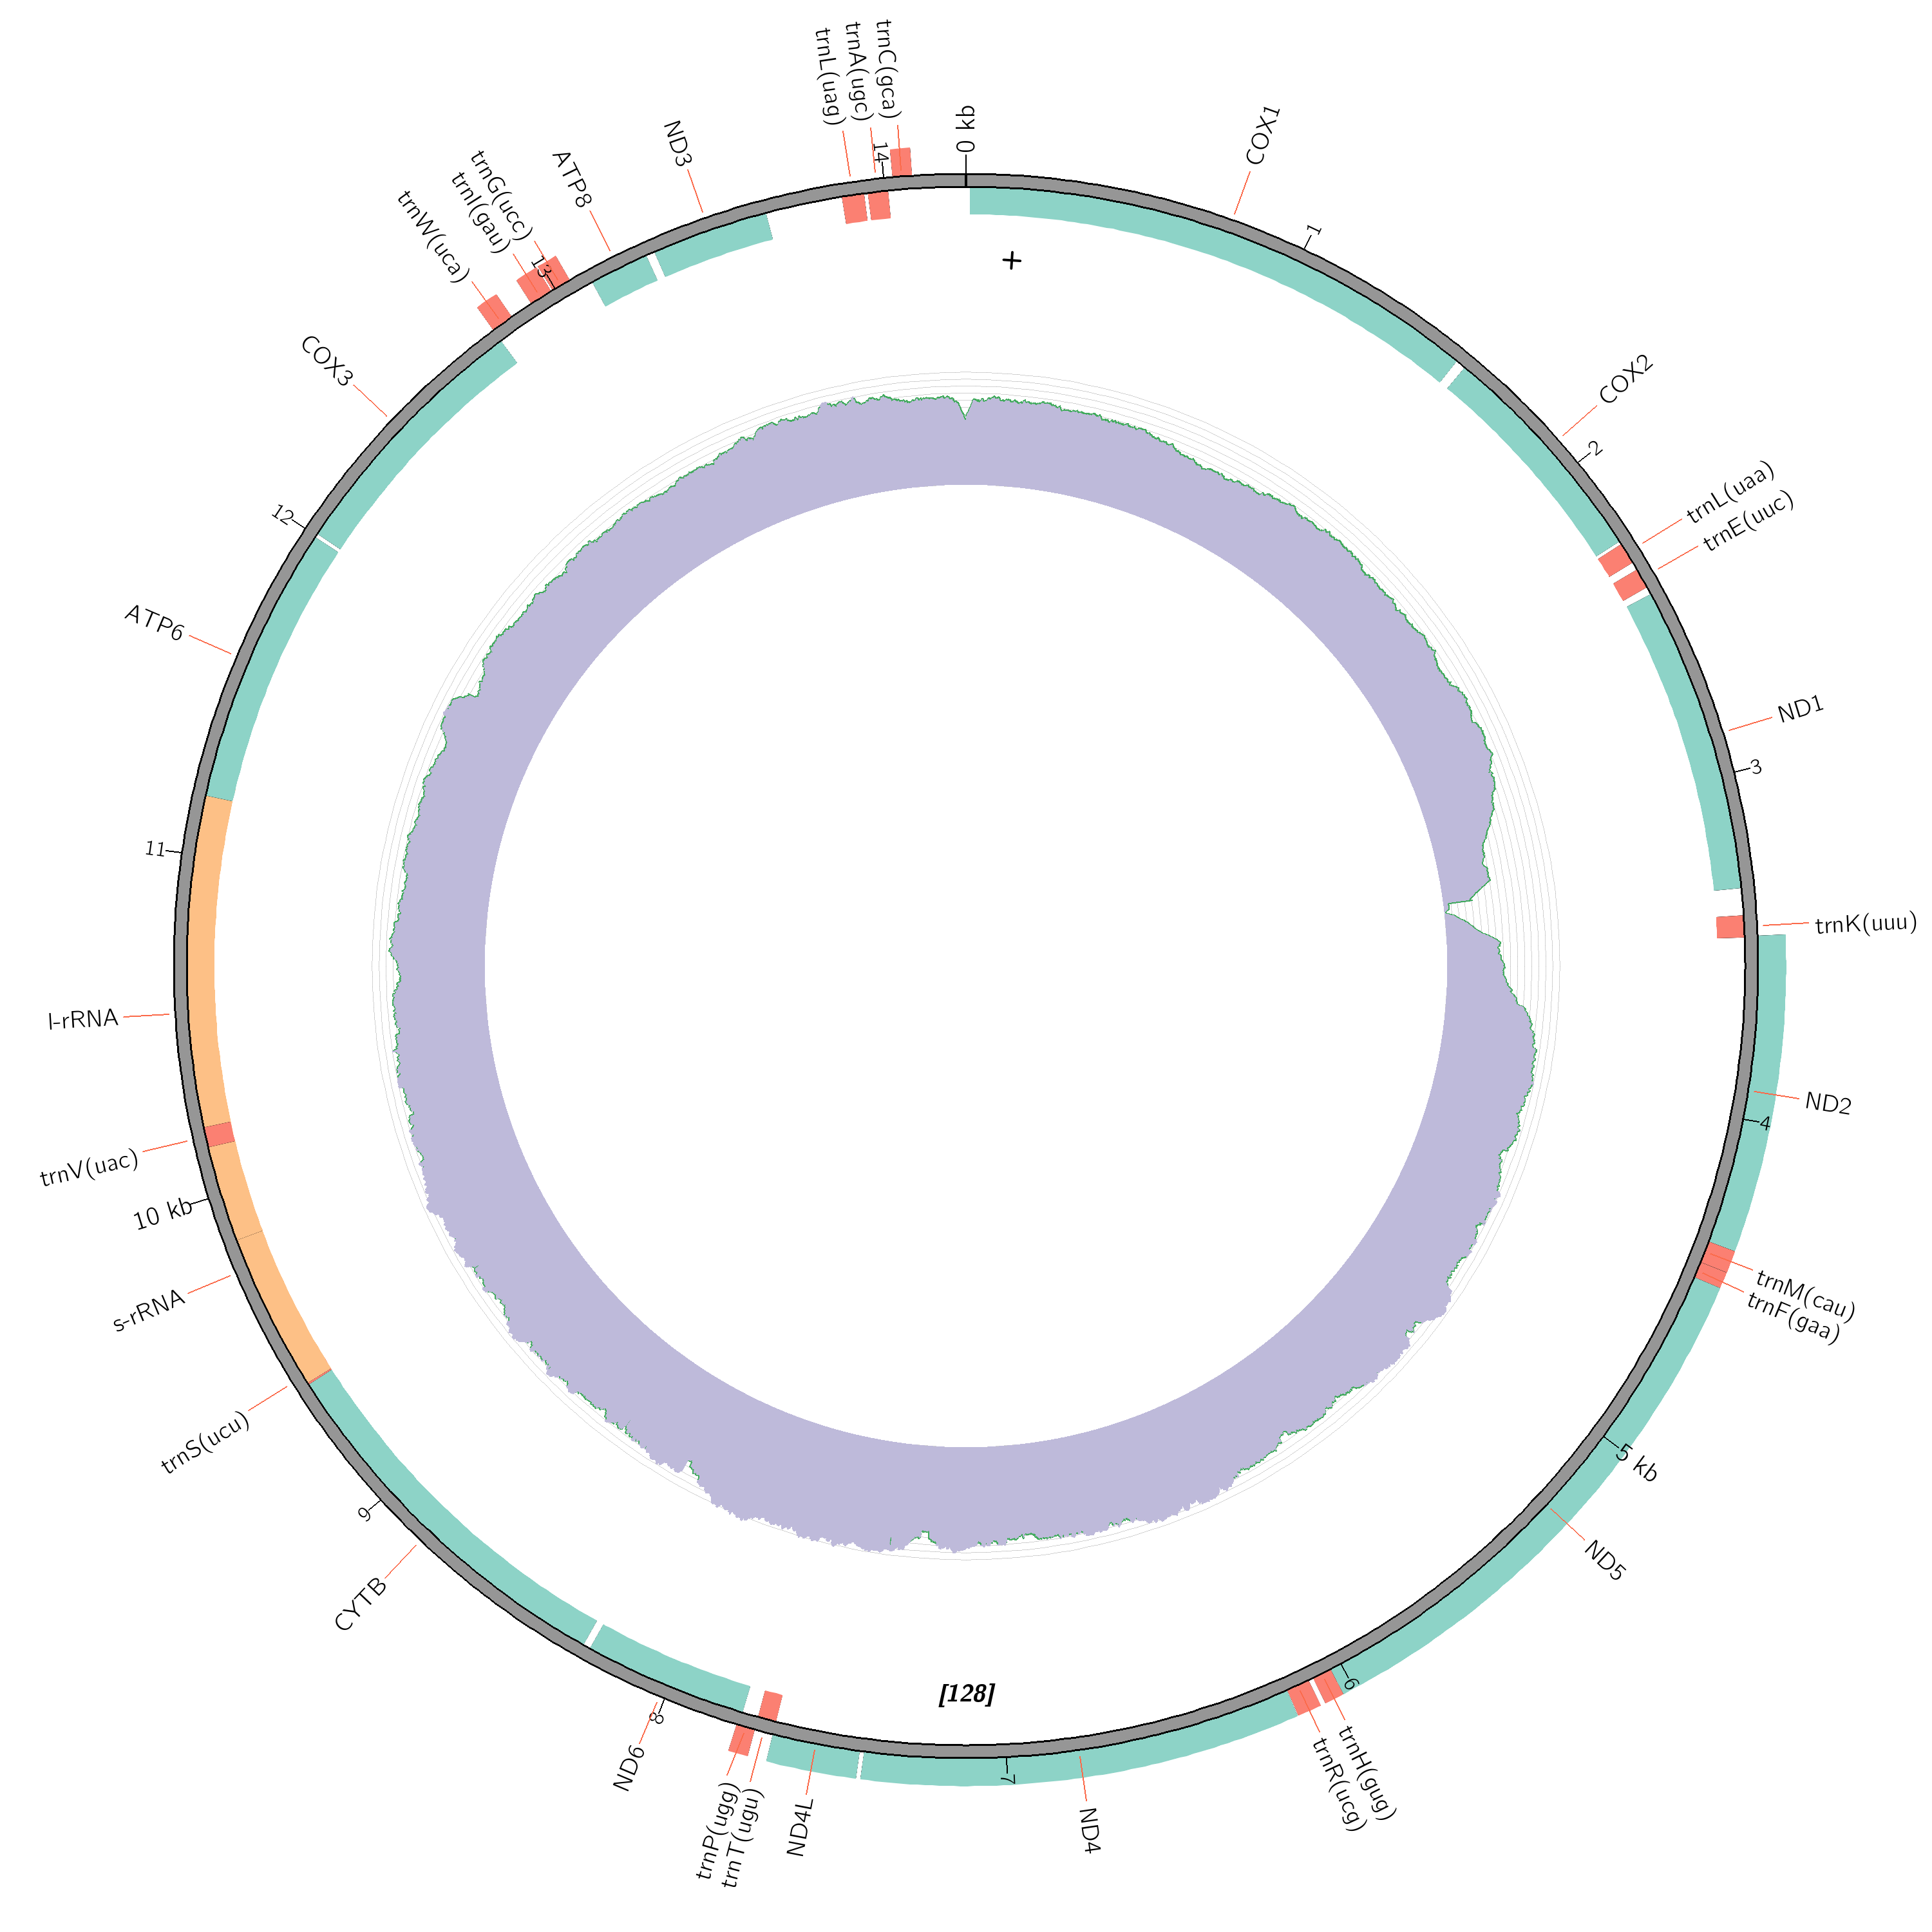 0 kb
COX1
1
COX2
2
trnL(uaa)
trnE(uuc)
ND1
3
trnK(uuu)
ND2
4
trnM(cau)
trnF(gaa)
5 kb
ND5
6
trnH(gug)
trnR(ucg)
ND4
7
ND4L
trnT(ugu)
trnP(ugg)
8
ND6
CYTB
9
trnS(ucu)
s-rRNA
10 kb
trnV(uac)
l-rRNA
11
ATP6
12
COX3
trnW(uca)
trnI(gau)
trnG(ucc)
13
ATP8
ND3
trnL(uag)
trnA(ugc)
14
trnC(gca)
+
[128]